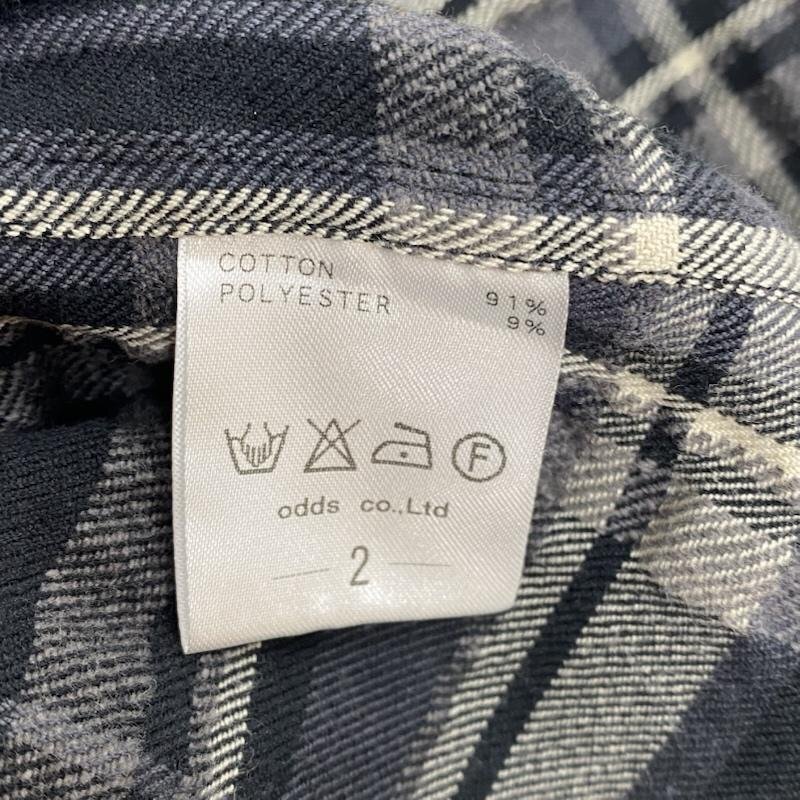 COTTON 91%
POLYESTER 9%
F
odds co.,Ltd
2